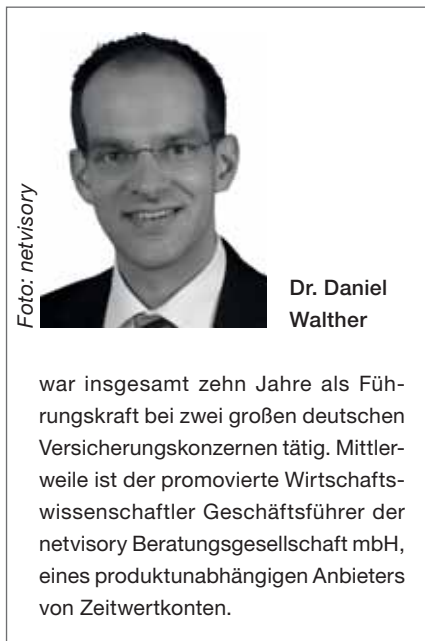 Foto: netvisory
Dr. Daniel
Walther
war insgesamt zehn Jahre als Füh-
rungskraft bei zwei großen deutschen
Versicherungskonzernen tätig. Mittler-
weile ist der promovierte Wirtschafts-
wissenschaftler Geschäftsführer der
netvisory Beratungsgesellschaft mbH,
eines produktunabhängigen Anbieters
von Zeitwertkonten.